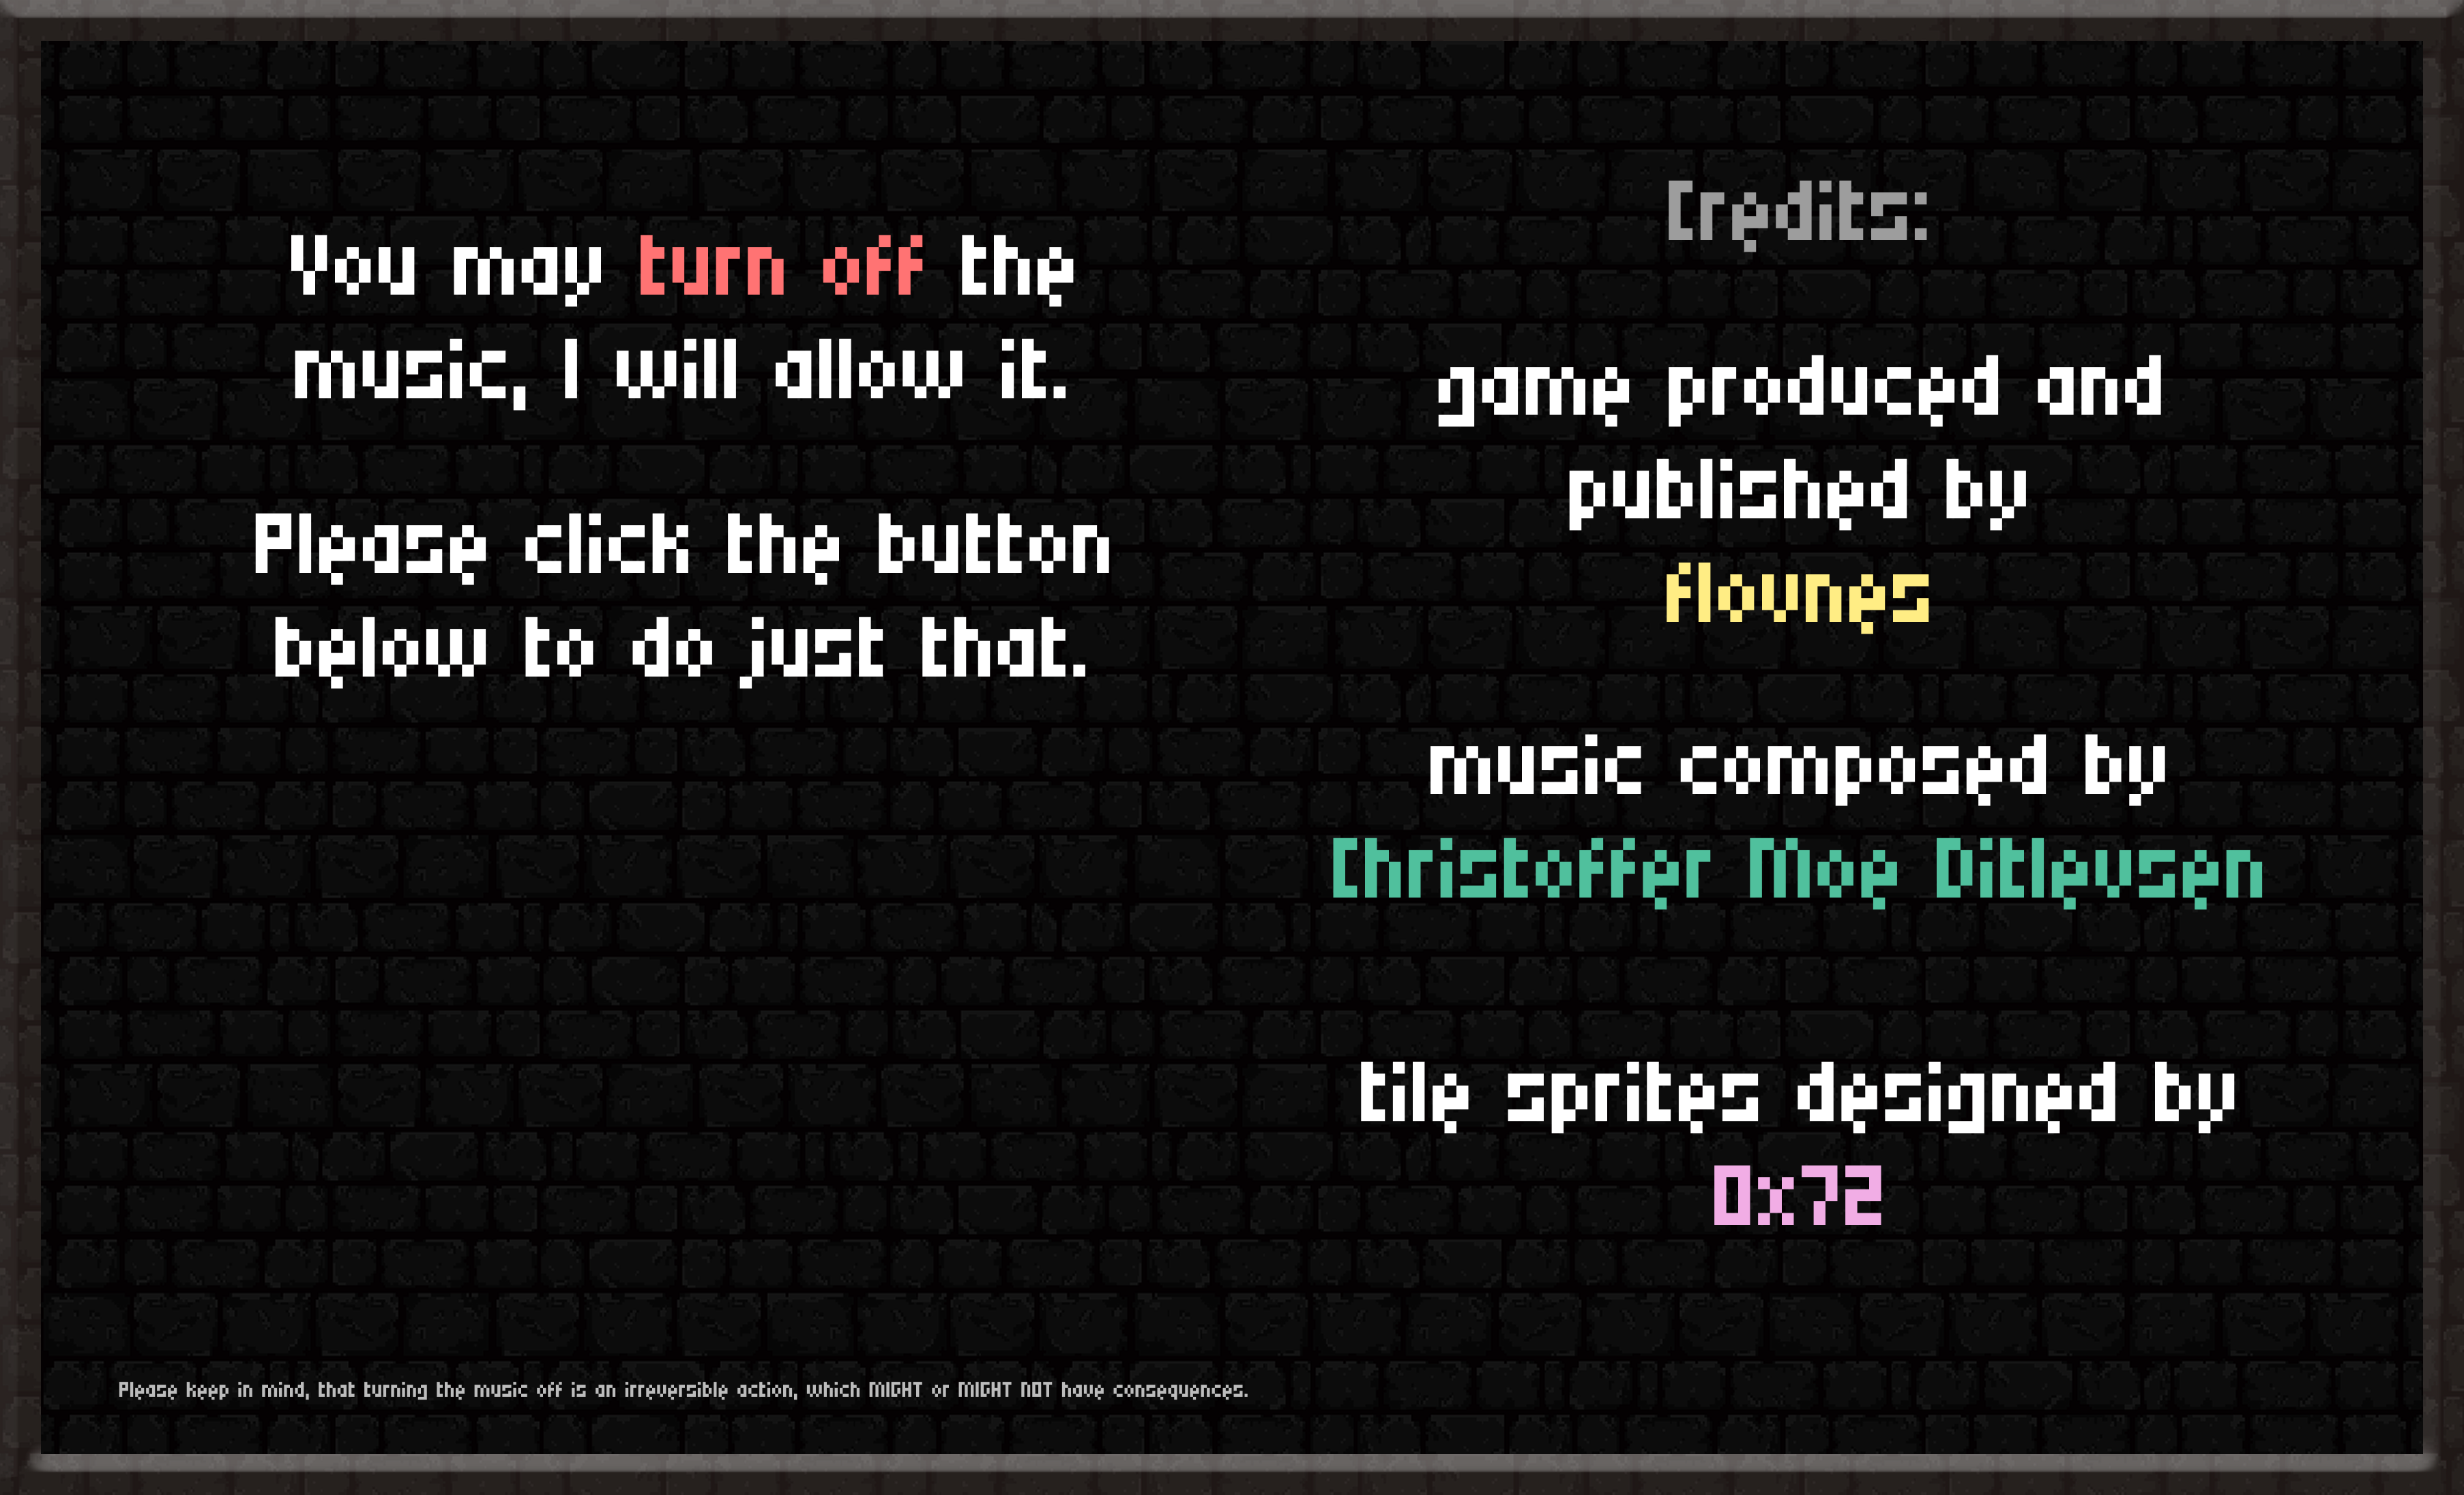 You may turn off the
music, I will allow it.
Please click the button
below to do just that.
Please keep in mind, that turning the music off is an irreversible action, which MIGHT or MIGHT NOT have consequences.
Credits:
game produced and
published by
flovnes
music composed by
Christoffer Moe Ditlevsen
tile sprites designed by
0x72